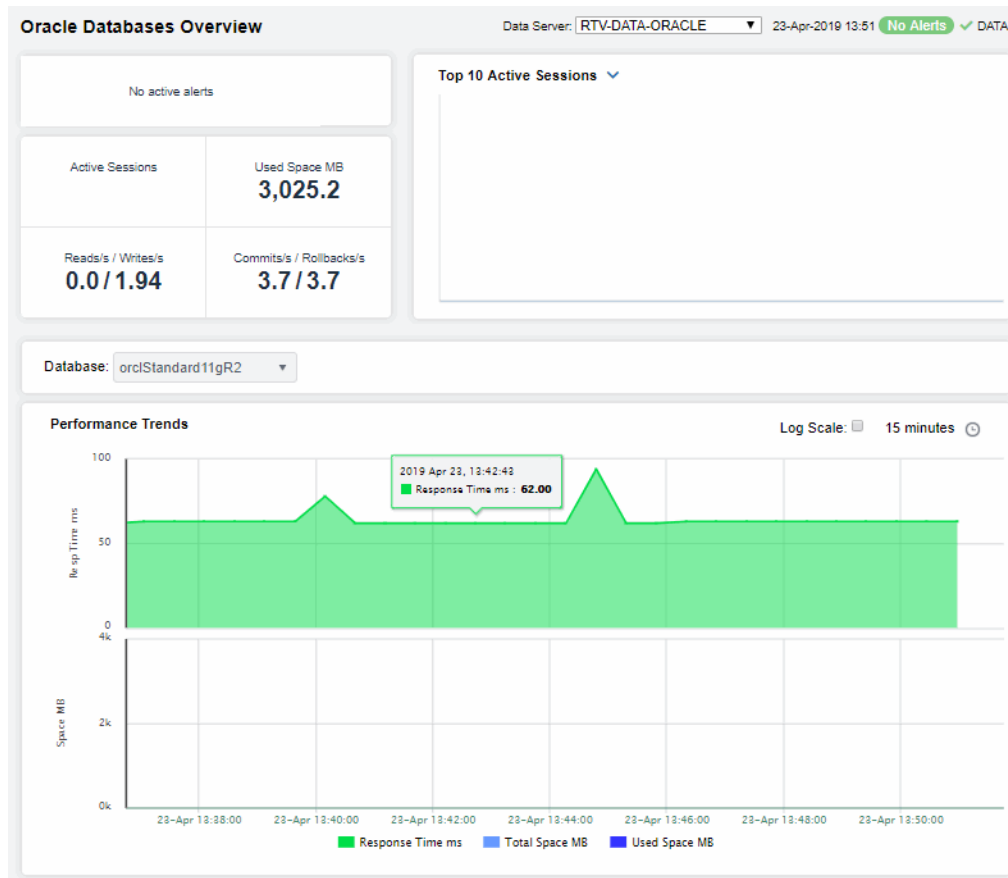 Oracle Databases Overview
Data Server: RTV-DATA-ORACLE 23-Apr-2019 13:51 No Alerts DATA
No active alerts
Top 10 Active Sessions
Active Sessions
Used Space MB
3,025.2
Reads/s / Writes/s
0.0 / 1.94
Commits/s / Rollbacks/s
3.7 / 3.7
Database: orclStandard11gR2
Performance Trends
Log Scale: 15 minutes
100
50
0
Resp Time ms
2019 Apr 23, 13:42:43
Response Time ms : 62.00
4k
2k
0k
Space MB
23-Apr 13:38:00 23-Apr 13:40:00 23-Apr 13:42:00 23-Apr 13:44:00 23-Apr 13:46:00 23-Apr 13:48:00 23-Apr 13:50:00
Response Time ms Total Space MB Used Space MB